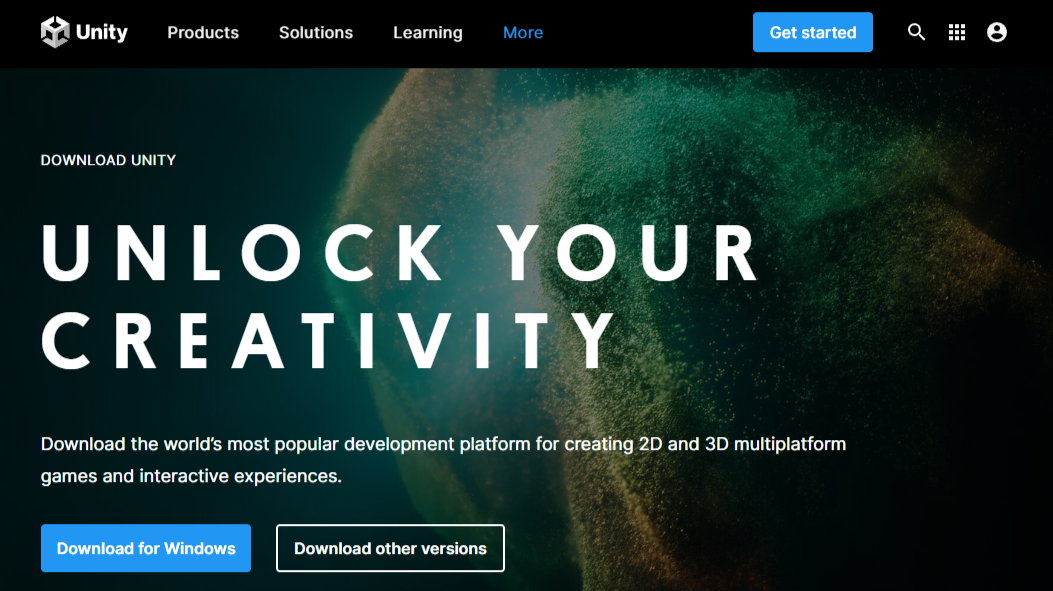 Unity Products Solutions Learning More Get started
DOWNLOAD UNITY
UNLOCK YOUR
CREATIVITY
Download the world’s most popular development platform for creating 2D and 3D multiplatform
games and interactive experiences.
Download for Windows Download other versions